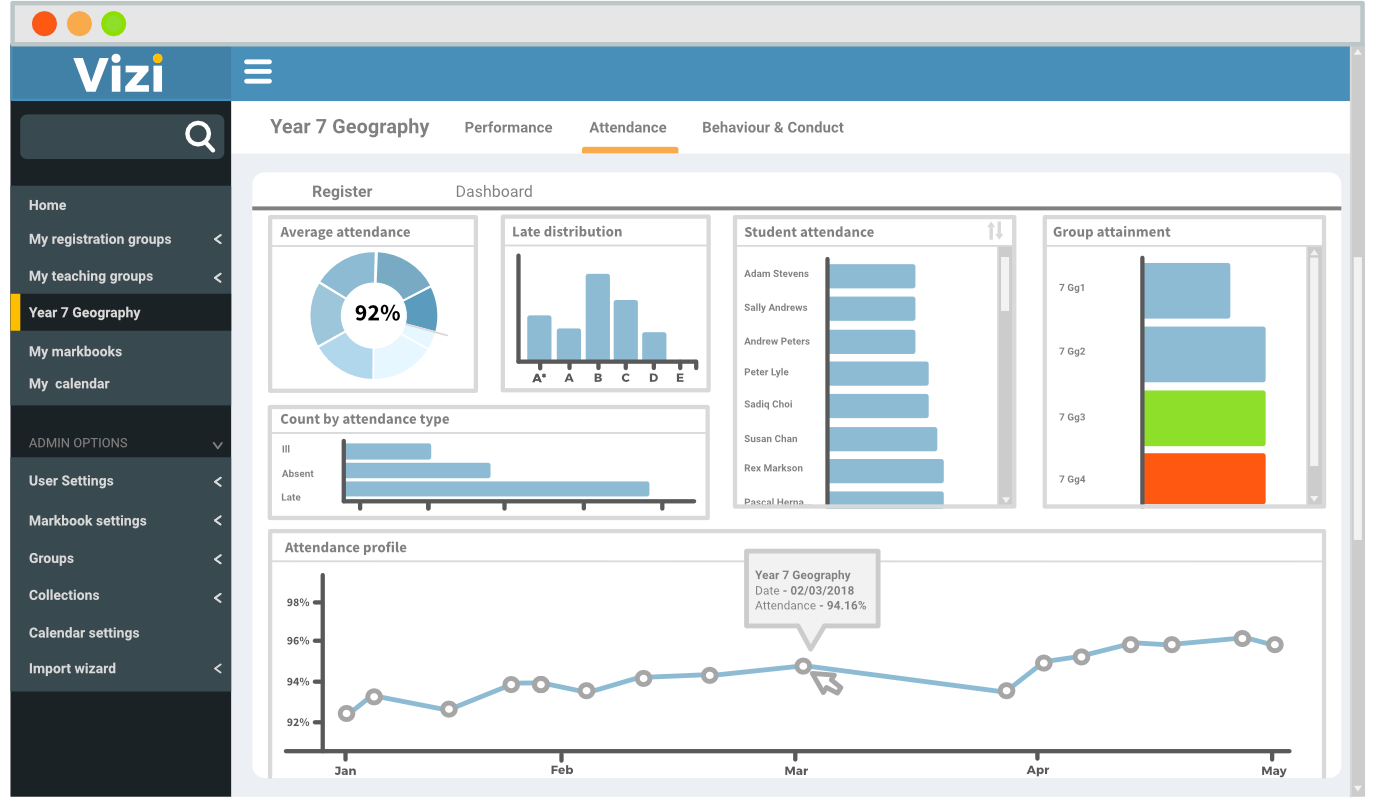 Vizi
Year 7 Geography
Performance
Attendance
Behaviour & Conduct
Home
My registration groups
My teaching groups
Year 7 Geography
My markbooks
My calendar
ADMIN OPTIONS
User Settings
Markbook settings
Groups
Collections
Calendar settings
Import wizard
Register
Dashboard
Average attendance
92%
Late distribution
A* A B C D E
Student attendance
Adam Stevens
Sally Andrews
Andrew Peters
Peter Lyle
Sadiq Choi
Susan Chan
Rex Markson
Pascal Herna
Group attainment
7 Gg1
7 Gg2
7 Gg3
7 Gg4
Count by attendance type
Ill
Absent
Late
Attendance profile
Year 7 Geography
Date - 02/03/2018
Attendance - 94.16%
98%
96%
94%
92%
Jan Feb Mar Apr May